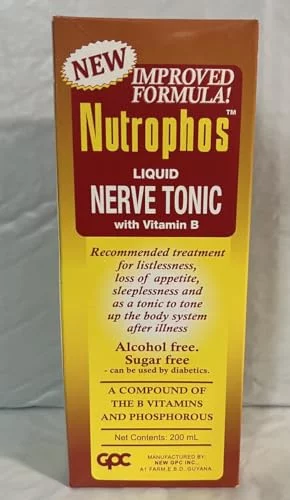 NEW
IMPROVED
FORMULA!
Nutrophos™
LIQUID
NERVE TONIC
with Vitamin B
Recommended treatment
for listlessness,
loss of appetite,
sleeplessness and
as a tonic to tone
up the body system
after illness
Alcohol free.
Sugar free
- can be used by diabetics.
A COMPOUND OF
THE B VITAMINS
AND PHOSPHOROUS
Net Contents: 200 mL
GPC
MANUFACTURED BY:
NEW GPC INC.,
A1 FARM E.B.D. GUYANA.